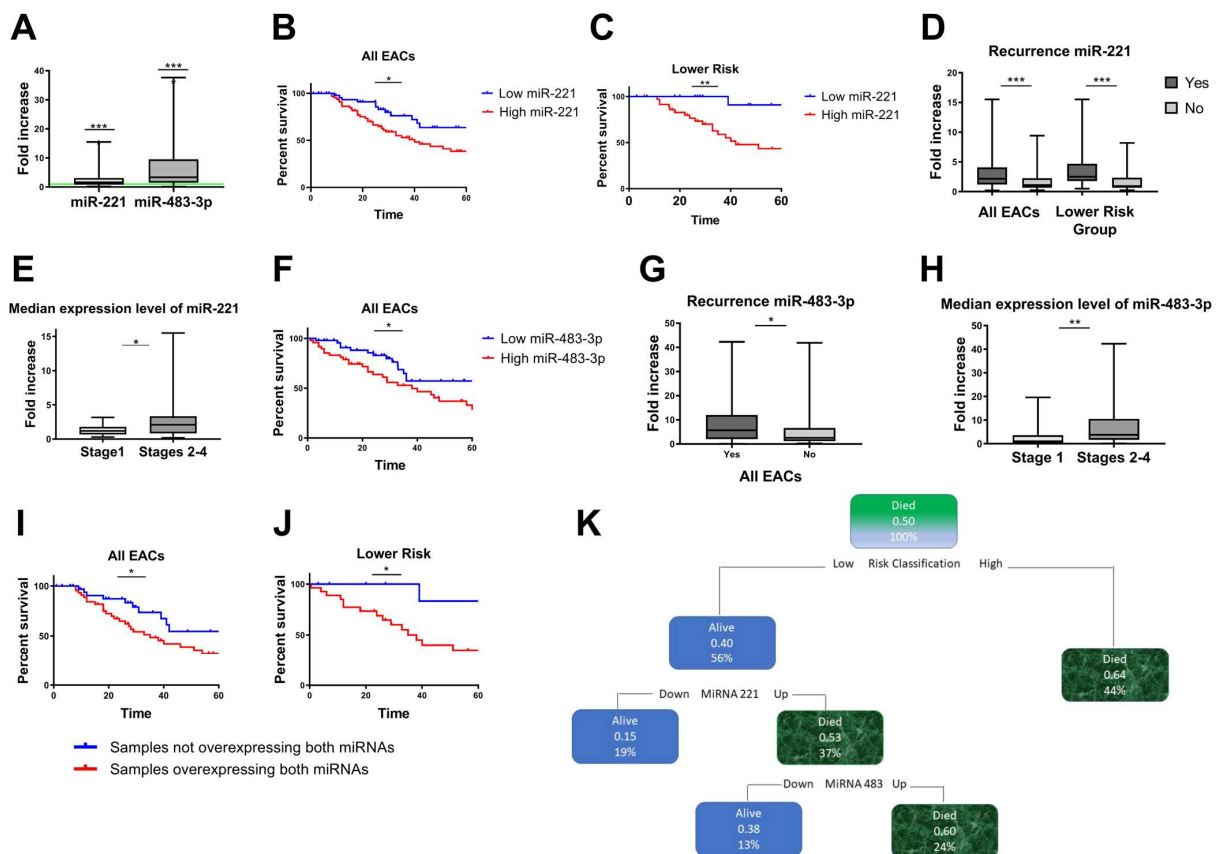 A
***
***
40
30
20
10
0
Fold increase
miR-221
miR-483-3p
B
All EACs
*
100
50
0
20
40
60
Percent survival
Time
Low miR-221
High miR-221
C
Lower Risk
**
100
50
0
20
40
60
Percent survival
Time
Low miR-221
High miR-221
D
Recurrence miR-221
***
***
20
15
10
5
0
Fold increase
All EACs
Lower Risk
Group
Yes
No
E
Median expression level of miR-221
*
15
10
5
0
Fold increase
Stage1
Stages 2-4
F
All EACs
*
100
50
0
20
40
60
Percent survival
Time
Low miR-483-3p
High miR-483-3p
G
Recurrence miR-483-3p
*
50
40
30
20
10
0
Fold increase
Yes
No
All EACs
H
Median expression level of miR-483-3p
**
50
40
30
20
10
0
Fold increase
Stage 1
Stages 2-4
I
All EACs
*
100
50
0
20
40
60
Percent survival
Time
J
Lower Risk
*
100
50
0
20
40
60
Percent survival
Time
Samples not overexpressing both miRNAs
Samples overexpressing both miRNAs
K
Died
0.50
100%
Low Risk Classification High
Alive
0.40
56%
Died
0.64
44%
Down MiRNA 221 Up
Alive
0.15
19%
Died
0.53
37%
Down MiRNA 483 Up
Alive
0.38
13%
Died
0.60
24%